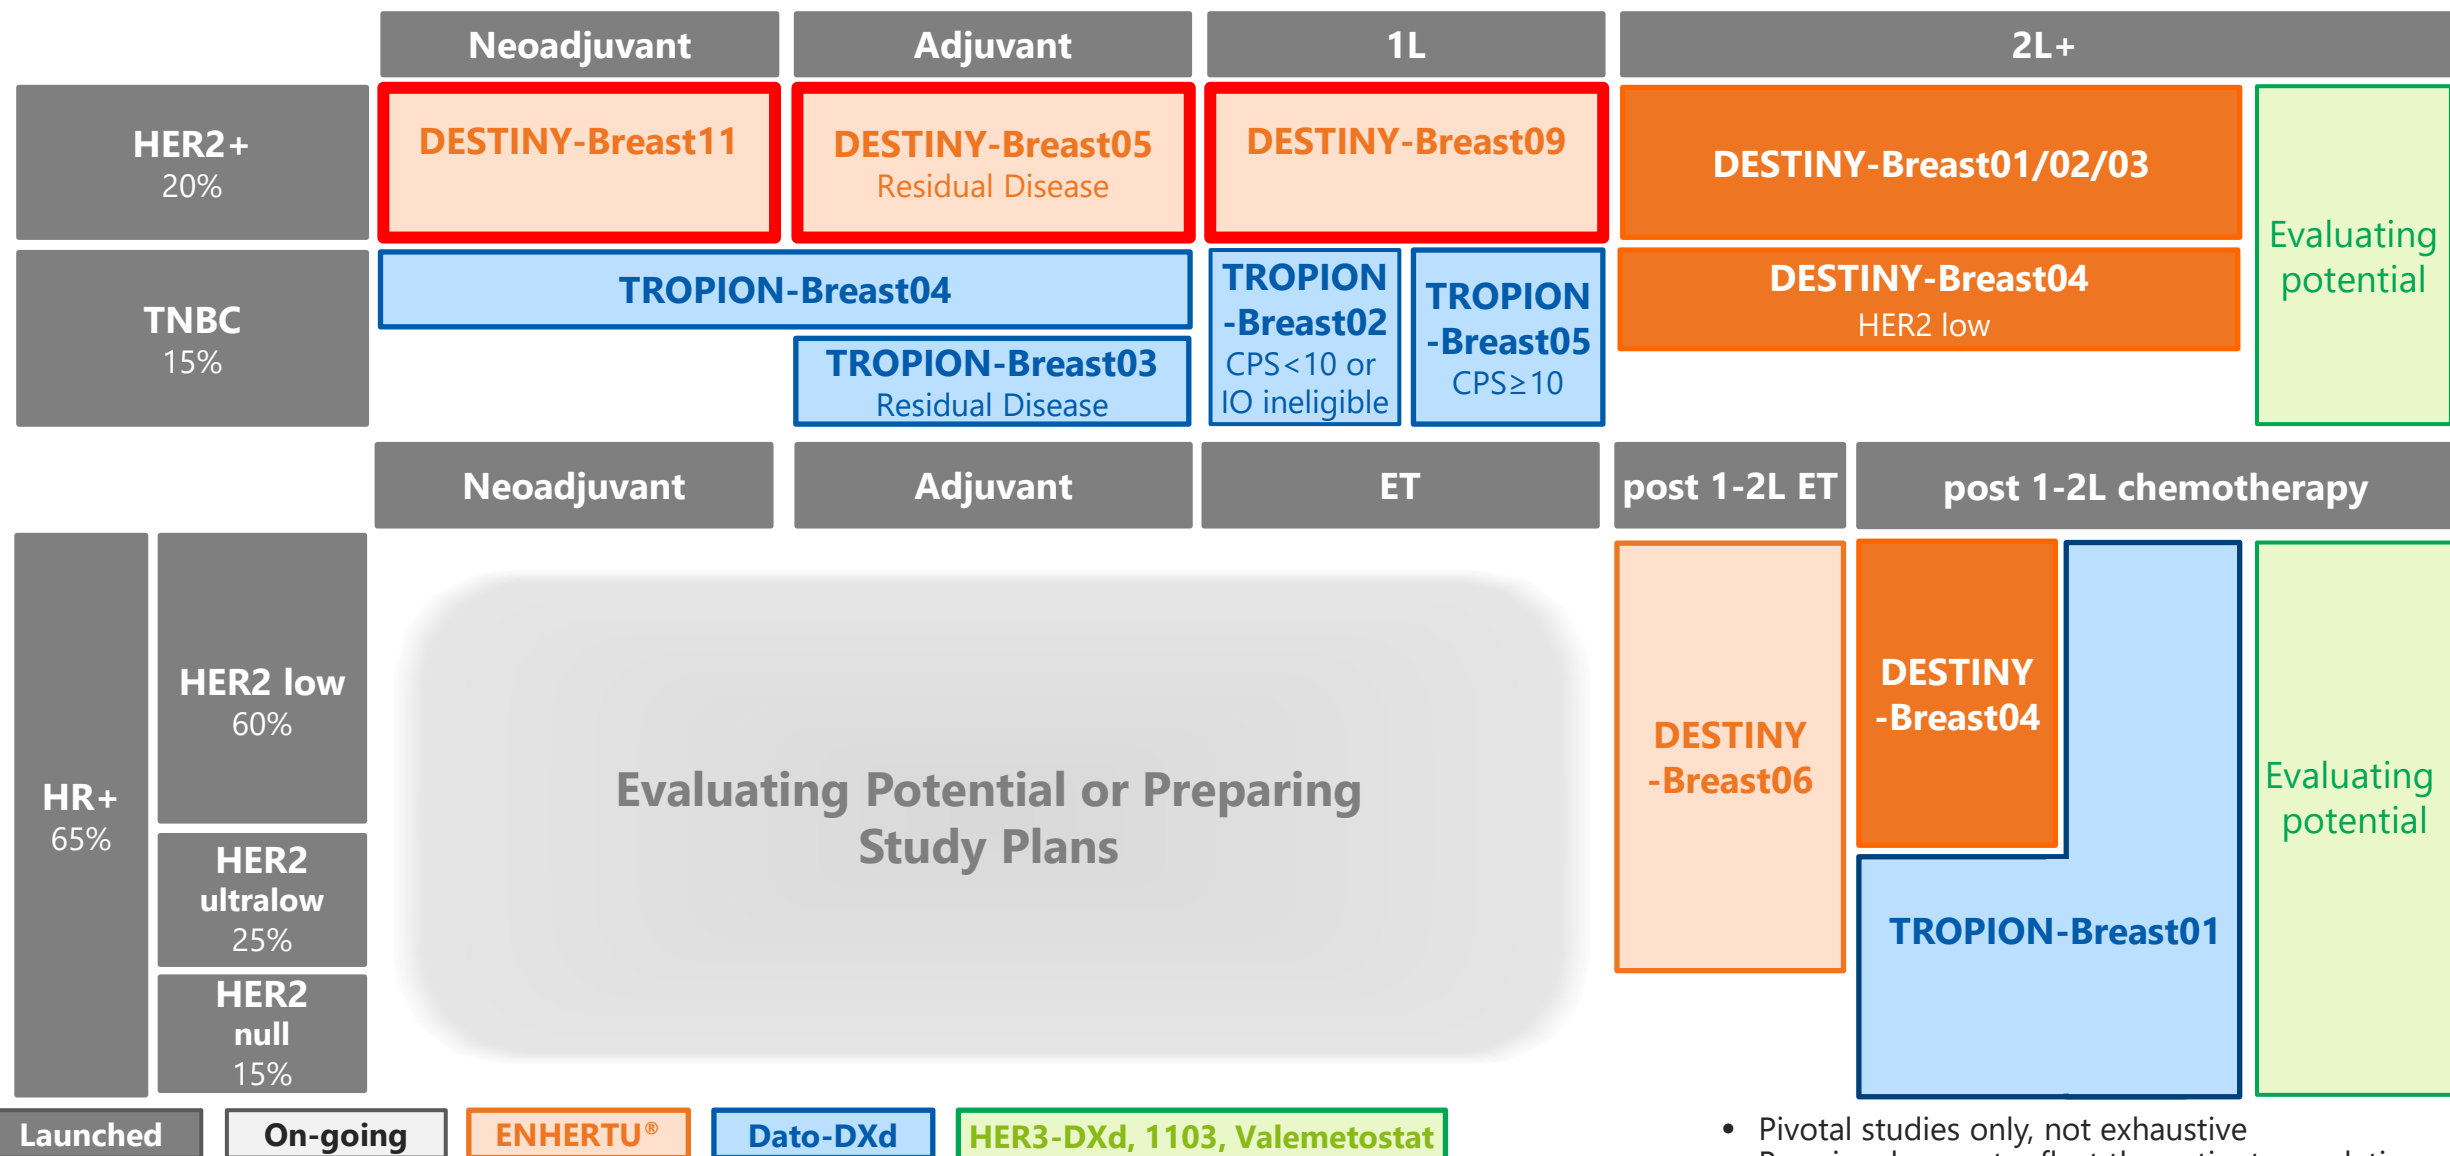 Neoadjuvant
Adjuvant
1L
2L+
HER2+
20%
DESTINY-Breast11
DESTINY-Breast05
Residual Disease
DESTINY-Breast09
DESTINY-Breast01/02/03
Evaluating
potential
TNBC
15%
TROPION-Breast04
TROPION-Breast03
Residual Disease
TROPION
-Breast02
CPS<10 or
IO ineligible
TROPION
-Breast05
CPS≥10
DESTINY-Breast04
HER2 low
Neoadjuvant
Adjuvant
ET
post 1-2L ET
post 1-2L chemotherapy
HR+
65%
HER2 low
60%
HER2
ultralow
25%
HER2
null
15%
Evaluating Potential or Preparing
Study Plans
DESTINY
-Breast06
DESTINY
-Breast04
TROPION-Breast01
Evaluating
potential
Launched
On-going
ENHERTU®
Dato-DXd
HER3-DXd, 1103, Valemetostat
• Pivotal studies only, not exhaustive